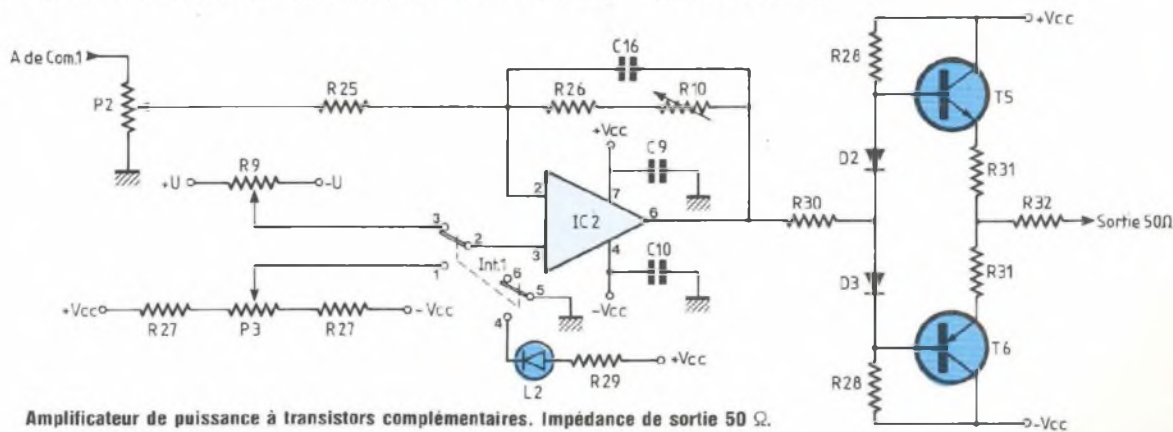 +Vcc
A de Com.1
P2
R25
C16
R26
R10
R28
T5
+U
R9
-U
+Vcc
C9
2
7
D2
R31
3
2
3
IC2
6
R30
R32
Sortie 50Ω
1
Int.1
6
5
4
C10
-Vcc
D3
R31
+Vcc
R27
P3
R27
-Vcc
4
L2
R29
+Vcc
R28
T6
-Vcc
Amplificateur de puissance à transistors complémentaires. Impédance de sortie 50 Ω.